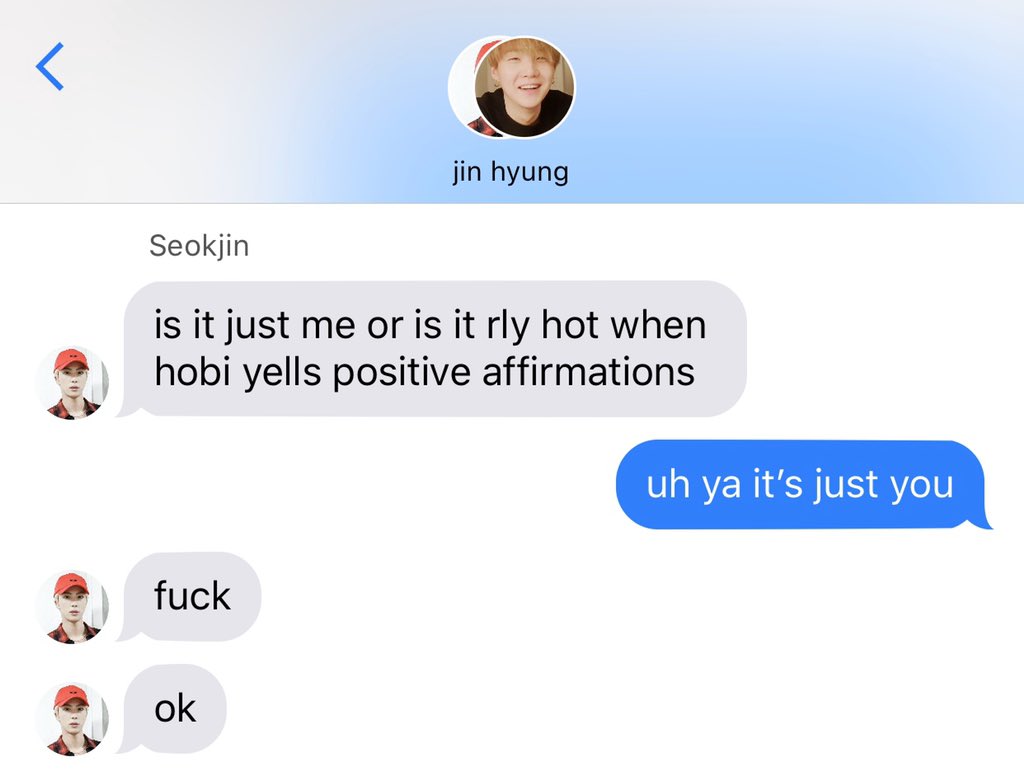 jin hyung
Seokjin
is it just me or is it rly hot when
hobi yells positive affirmations
uh ya it’s just you
fuck
ok